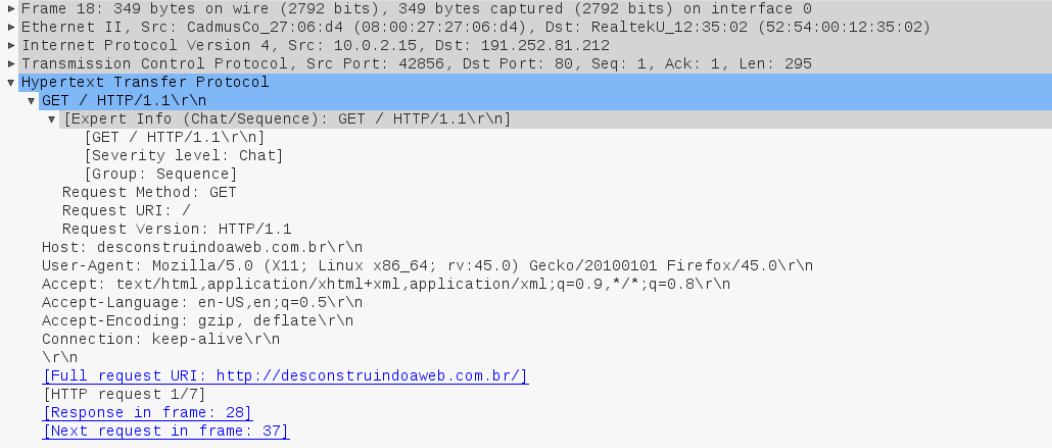 Frame 18: 349 bytes on wire (2792 bits), 349 bytes captured (2792 bits) on interface 0
Ethernet II, Src: CadmusCo_27:06:d4 (08:00:27:27:06:d4), Dst: RealtekU_12:35:02 (52:54:00:12:35:02)
Internet Protocol Version 4, Src: 10.0.2.15, Dst: 191.252.81.212
Transmission Control Protocol, Src Port: 42856, Dst Port: 80, Seq: 1, Ack: 1, Len: 295
Hypertext Transfer Protocol
GET / HTTP/1.1\r\n
[Expert Info (Chat/Sequence): GET / HTTP/1.1\r\n]
[GET / HTTP/1.1\r\n]
[Severity level: Chat]
[Group: Sequence]
Request Method: GET
Request URI: /
Request Version: HTTP/1.1
Host: desconstruindoaweb.com.br\r\n
User-Agent: Mozilla/5.0 (X11; Linux x86_64; rv:45.0) Gecko/20100101 Firefox/45.0\r\n
Accept: text/html,application/xhtml+xml,application/xml;q=0.9,*/*;q=0.8\r\n
Accept-Language: en-US,en;q=0.5\r\n
Accept-Encoding: gzip, deflate\r\n
Connection: keep-alive\r\n
\r\n
[Full request URI: http://desconstruindoaweb.com.br/]
[HTTP request 1/7]
[Response in frame: 28]
[Next request in frame: 37]